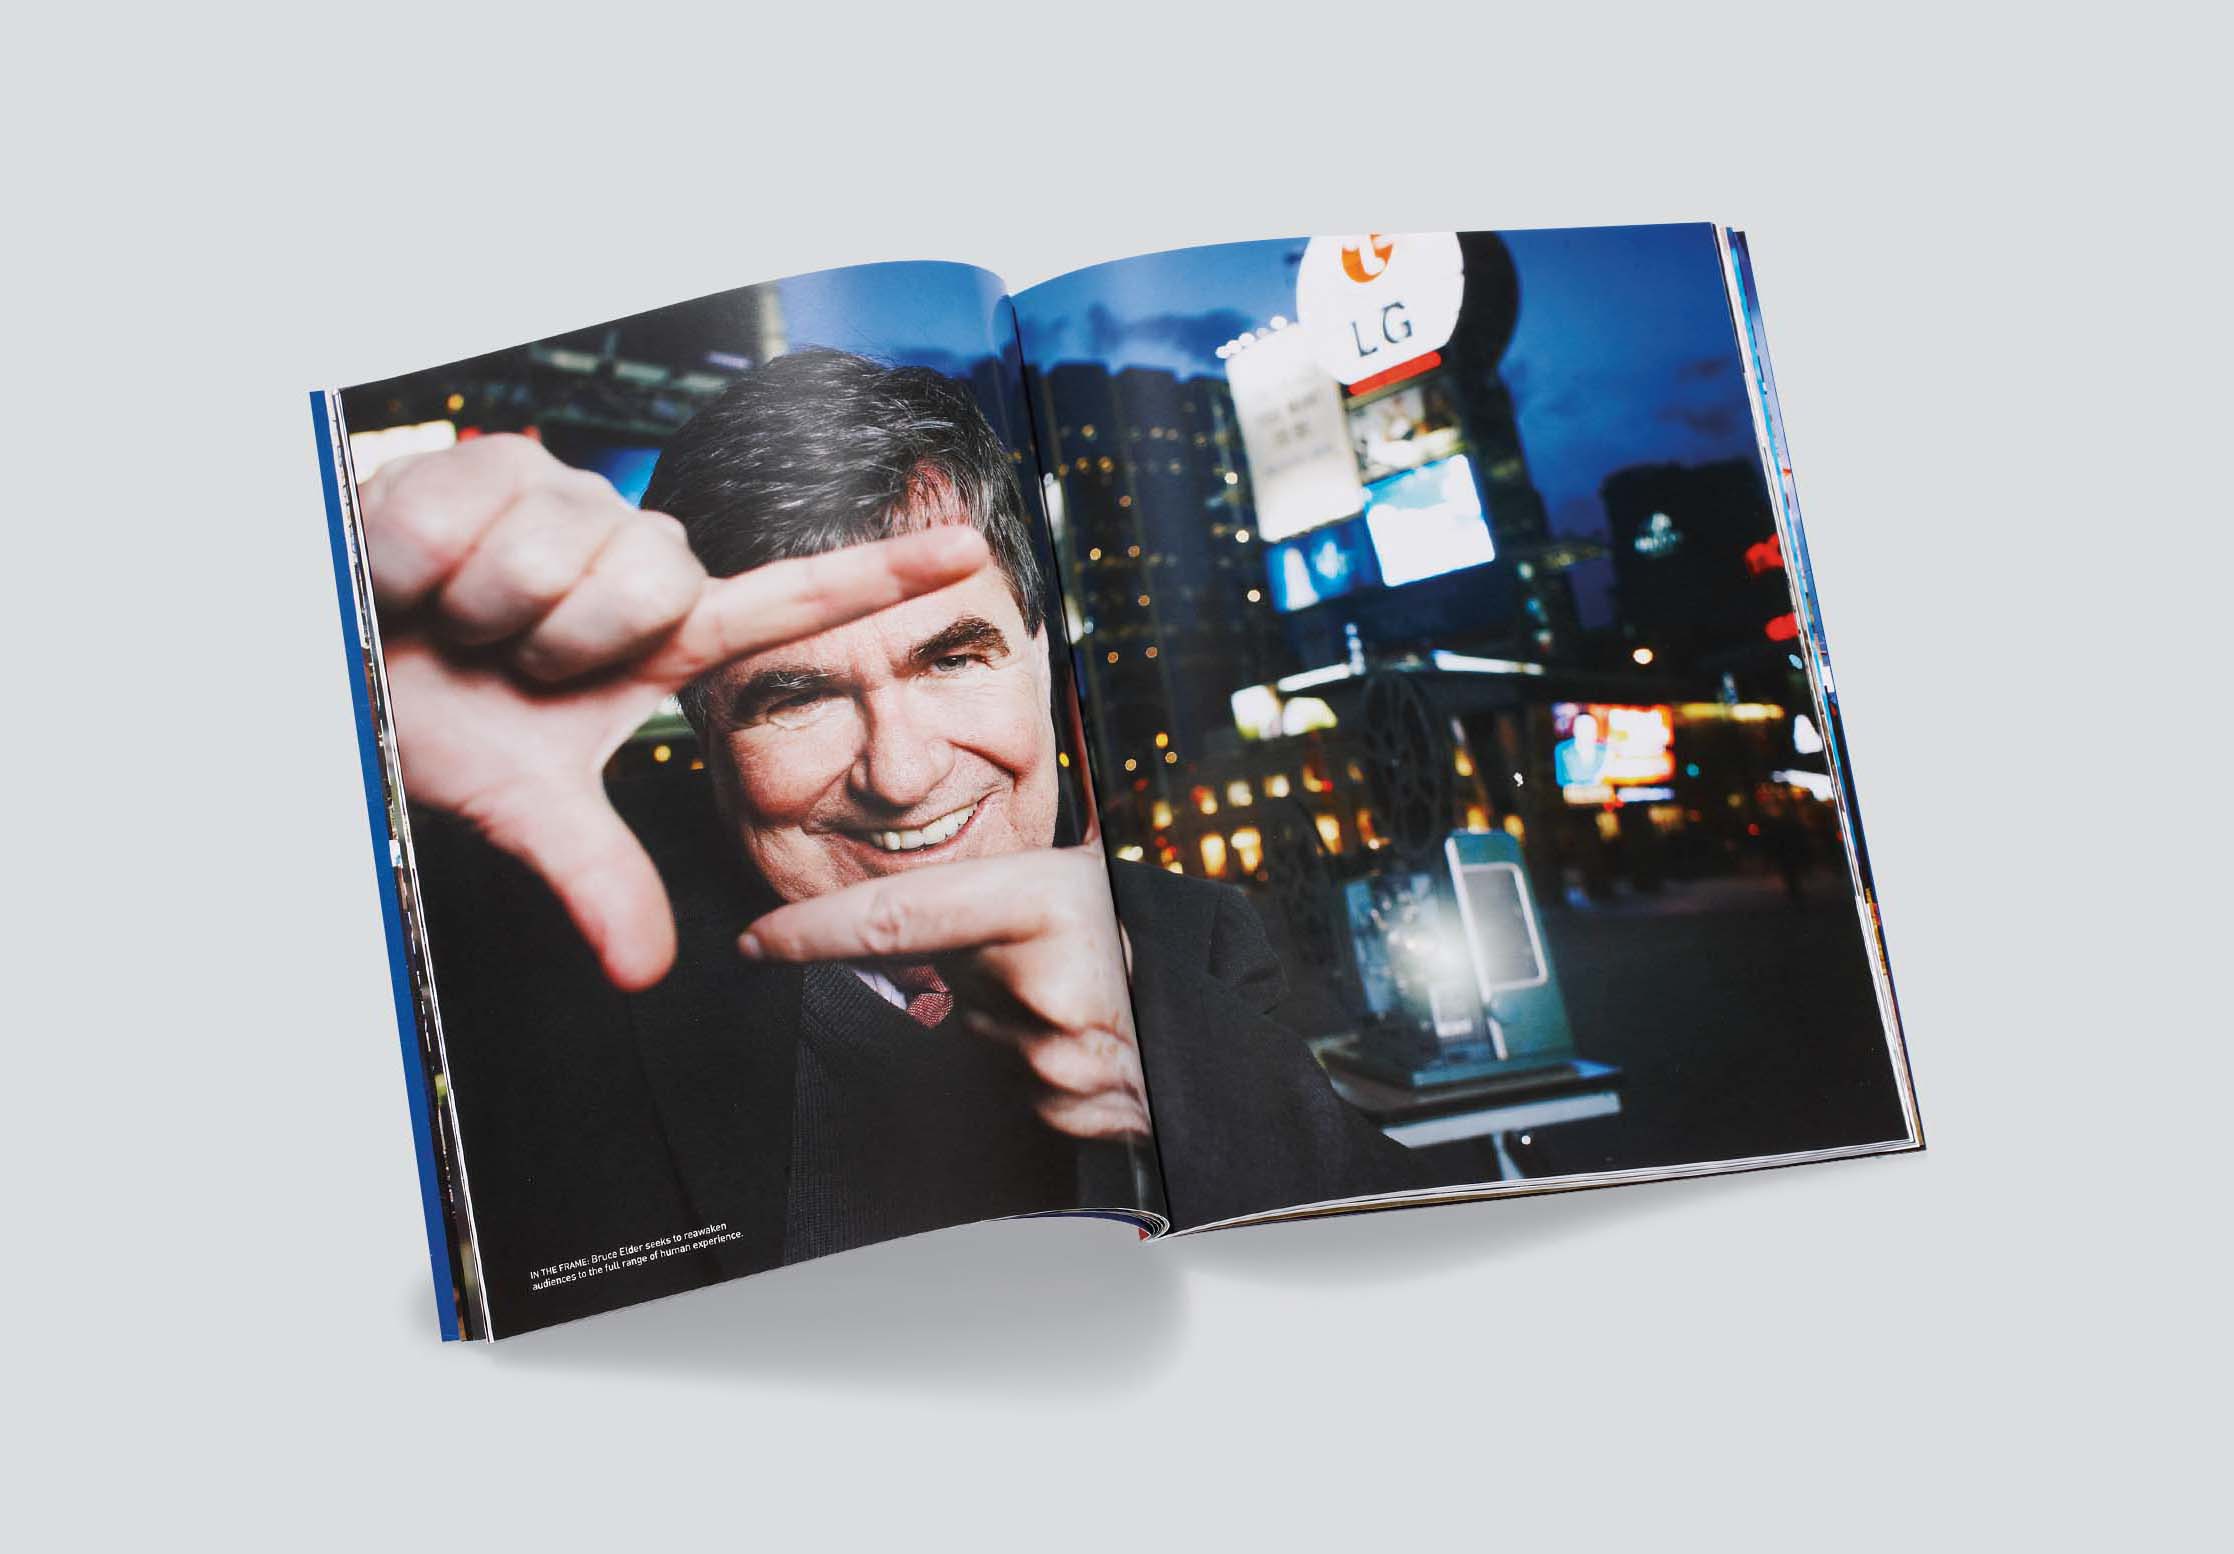 LG
IN THE FRAME: Bruce Elder seeks to reawaken
audiences to the full range of human experience.